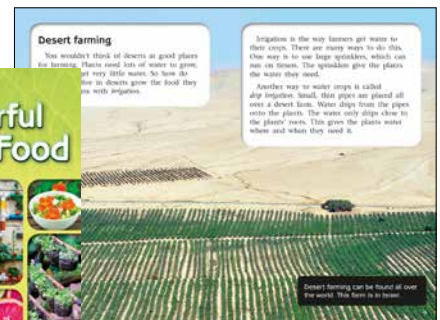 Desert farming
You wouldn't think of deserts as good places
for farming. Plants need lots of water to grow,
get very little water. So how do
live in deserts grow the food they
with irrigation.
Irrigation is the way farmers get water to
their crops. There are many ways to do this.
One way is to use large sprinklers, which can
run on timers. The sprinklers give the plants
the water they need.
Another way to water crops is called
drip irrigation. Small, thin pipes are placed all
over a desert farm. Water drips from the pipes
onto the plants. The water only drips close to
the plants' roots. This gives the plants water
where and when they need it.
rful
Food
Desert farming can be found all over
the world. This farm is in Israel.